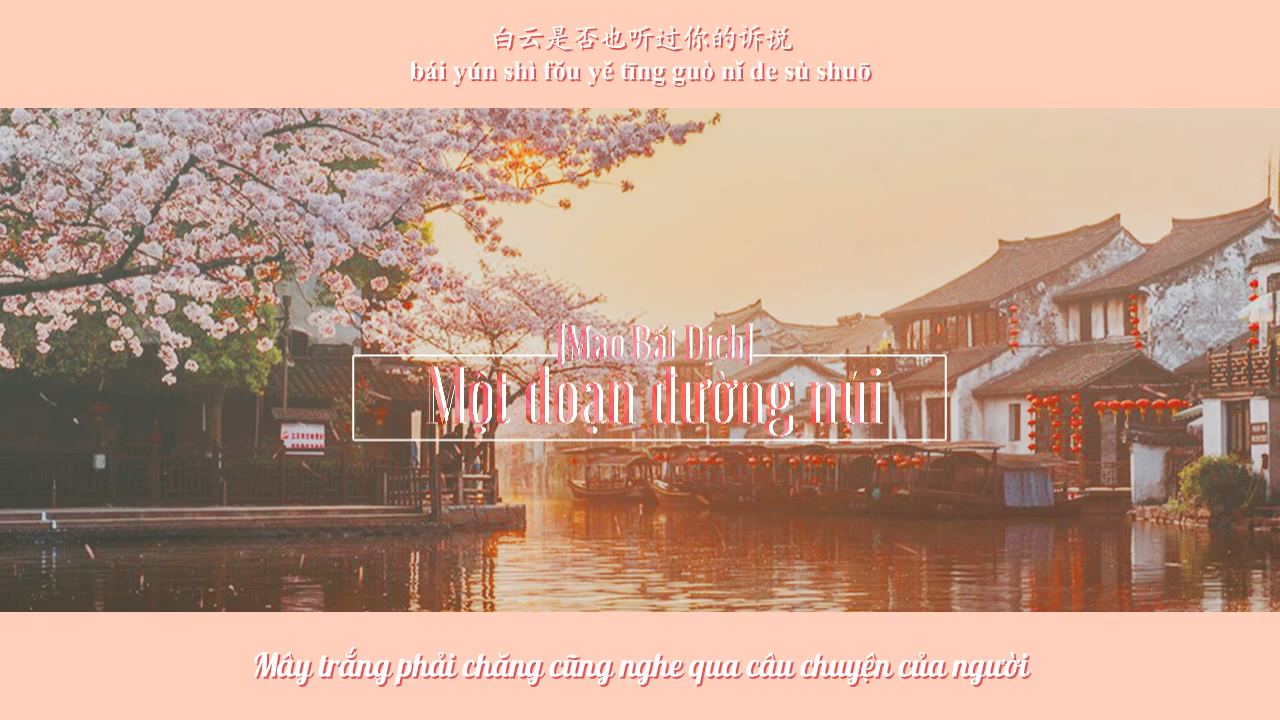 白云是否也听过你的诉说
bái yún shì fǒu yě tīng guò nǐ de sù shuō
[Mao Bất Dịch]
Một đoạn đường núi
Mây trắng phải chăng cũng nghe qua câu chuyện của người